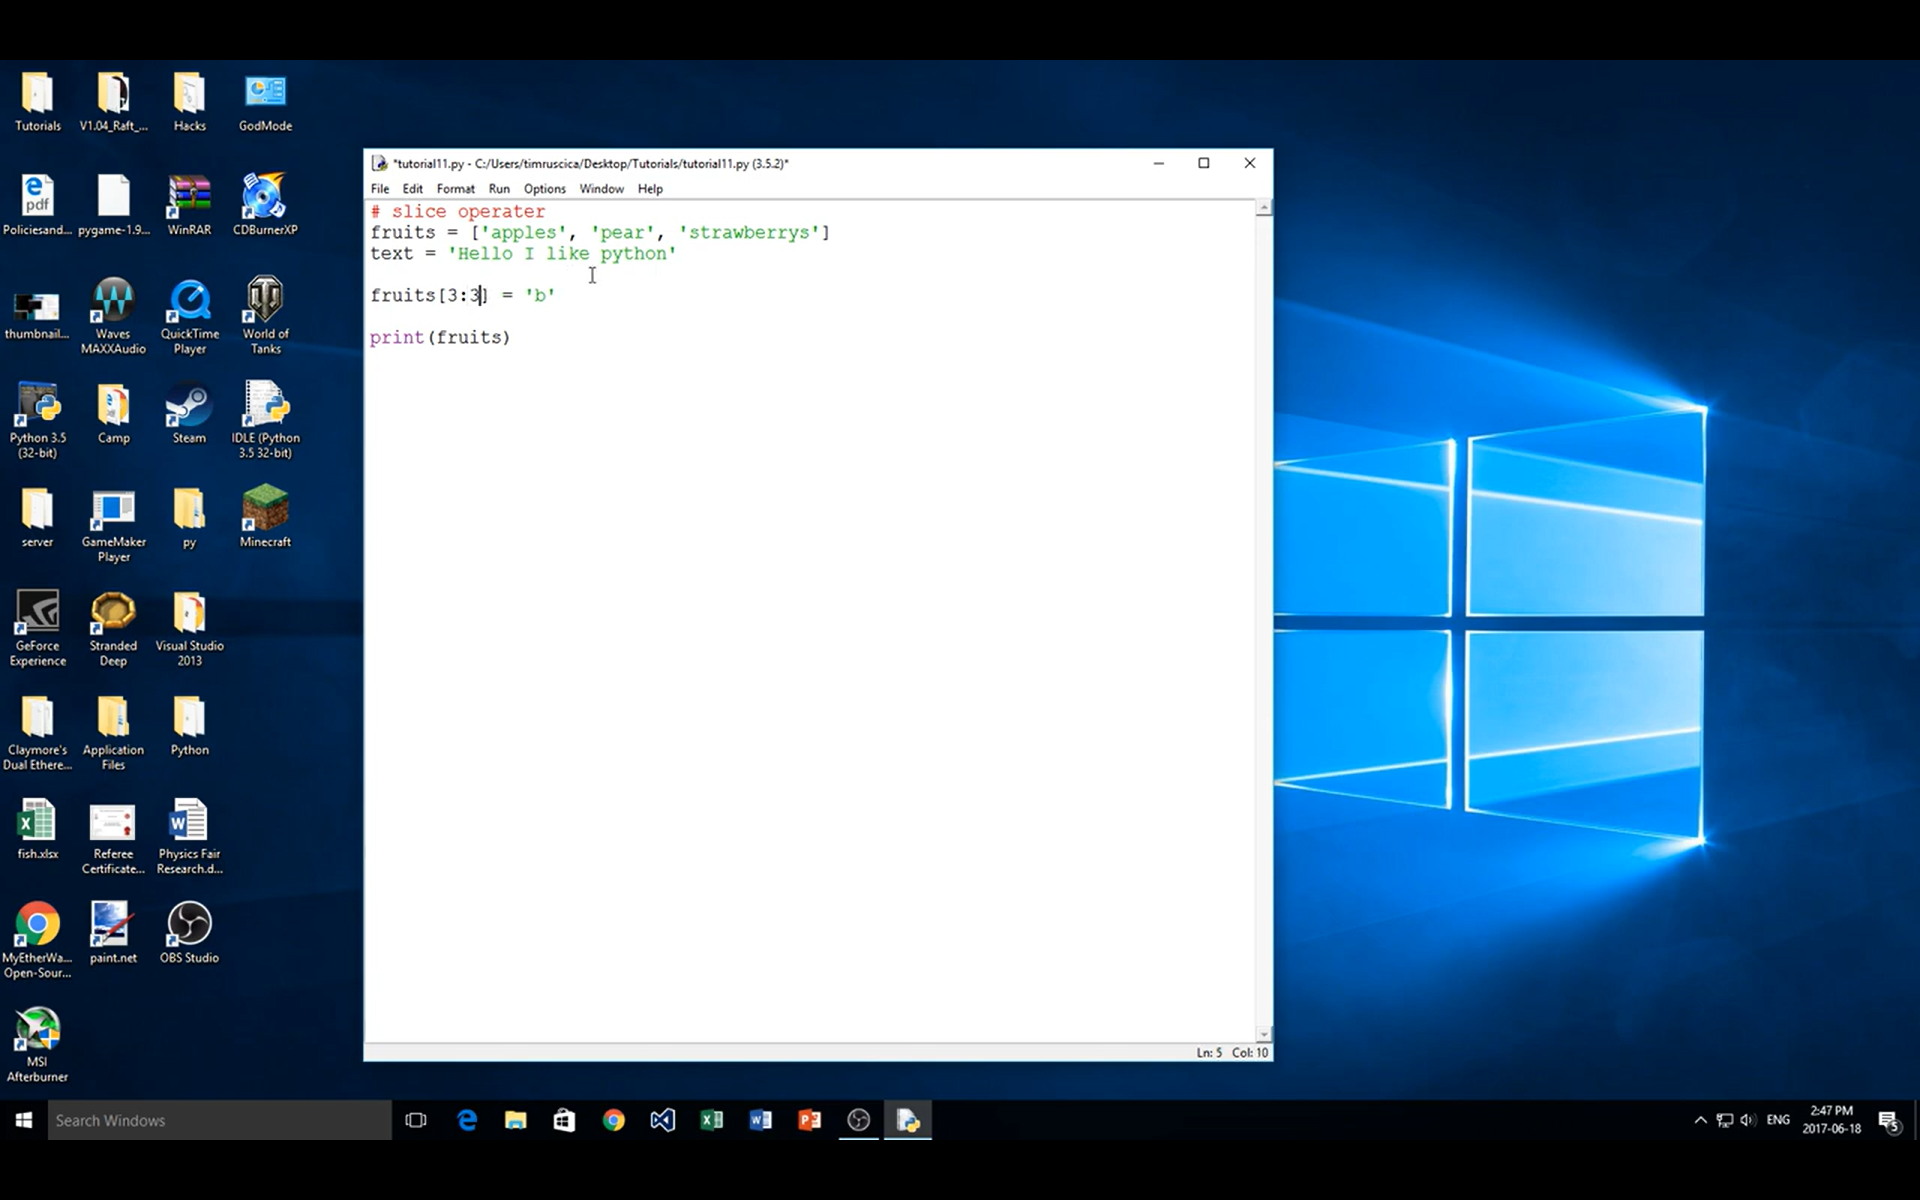 Tutorials
V1.04_Raft_...
Hacks
GodMode
Policiesand...
pygame-1.9...
WinRAR
CDBurnerXP
thumbnail...
Waves
MAXXAudio
QuickTime
Player
World of
Tanks
Python 3.5
(32-bit)
Camp
Steam
IDLE (Python
3.5 32-bit)
server
GameMaker
Player
py
Minecraft
GeForce
Experience
Stranded
Deep
Visual Studio
2013
Claymore's
Dual Ethere...
Application
Files
Python
fish.xlsx
Referee
Certificate...
Physics Fair
Research.d...
MyEtherWa...
Open-Sour...
paint.net
OBS Studio
MSI
Afterburner
*tutorial11.py - C:/Users/timruscica/Desktop/Tutorials/tutorial11.py (3.5.2)*
File Edit Format Run Options Window Help
# slice operater
fruits = ['apples', 'pear', 'strawberrys']
text = 'Hello I like python'
fruits[3:3] = 'b'
print(fruits)
Ln: 5 Col: 10
Search Windows
ENG
2:47 PM
2017-06-18
5